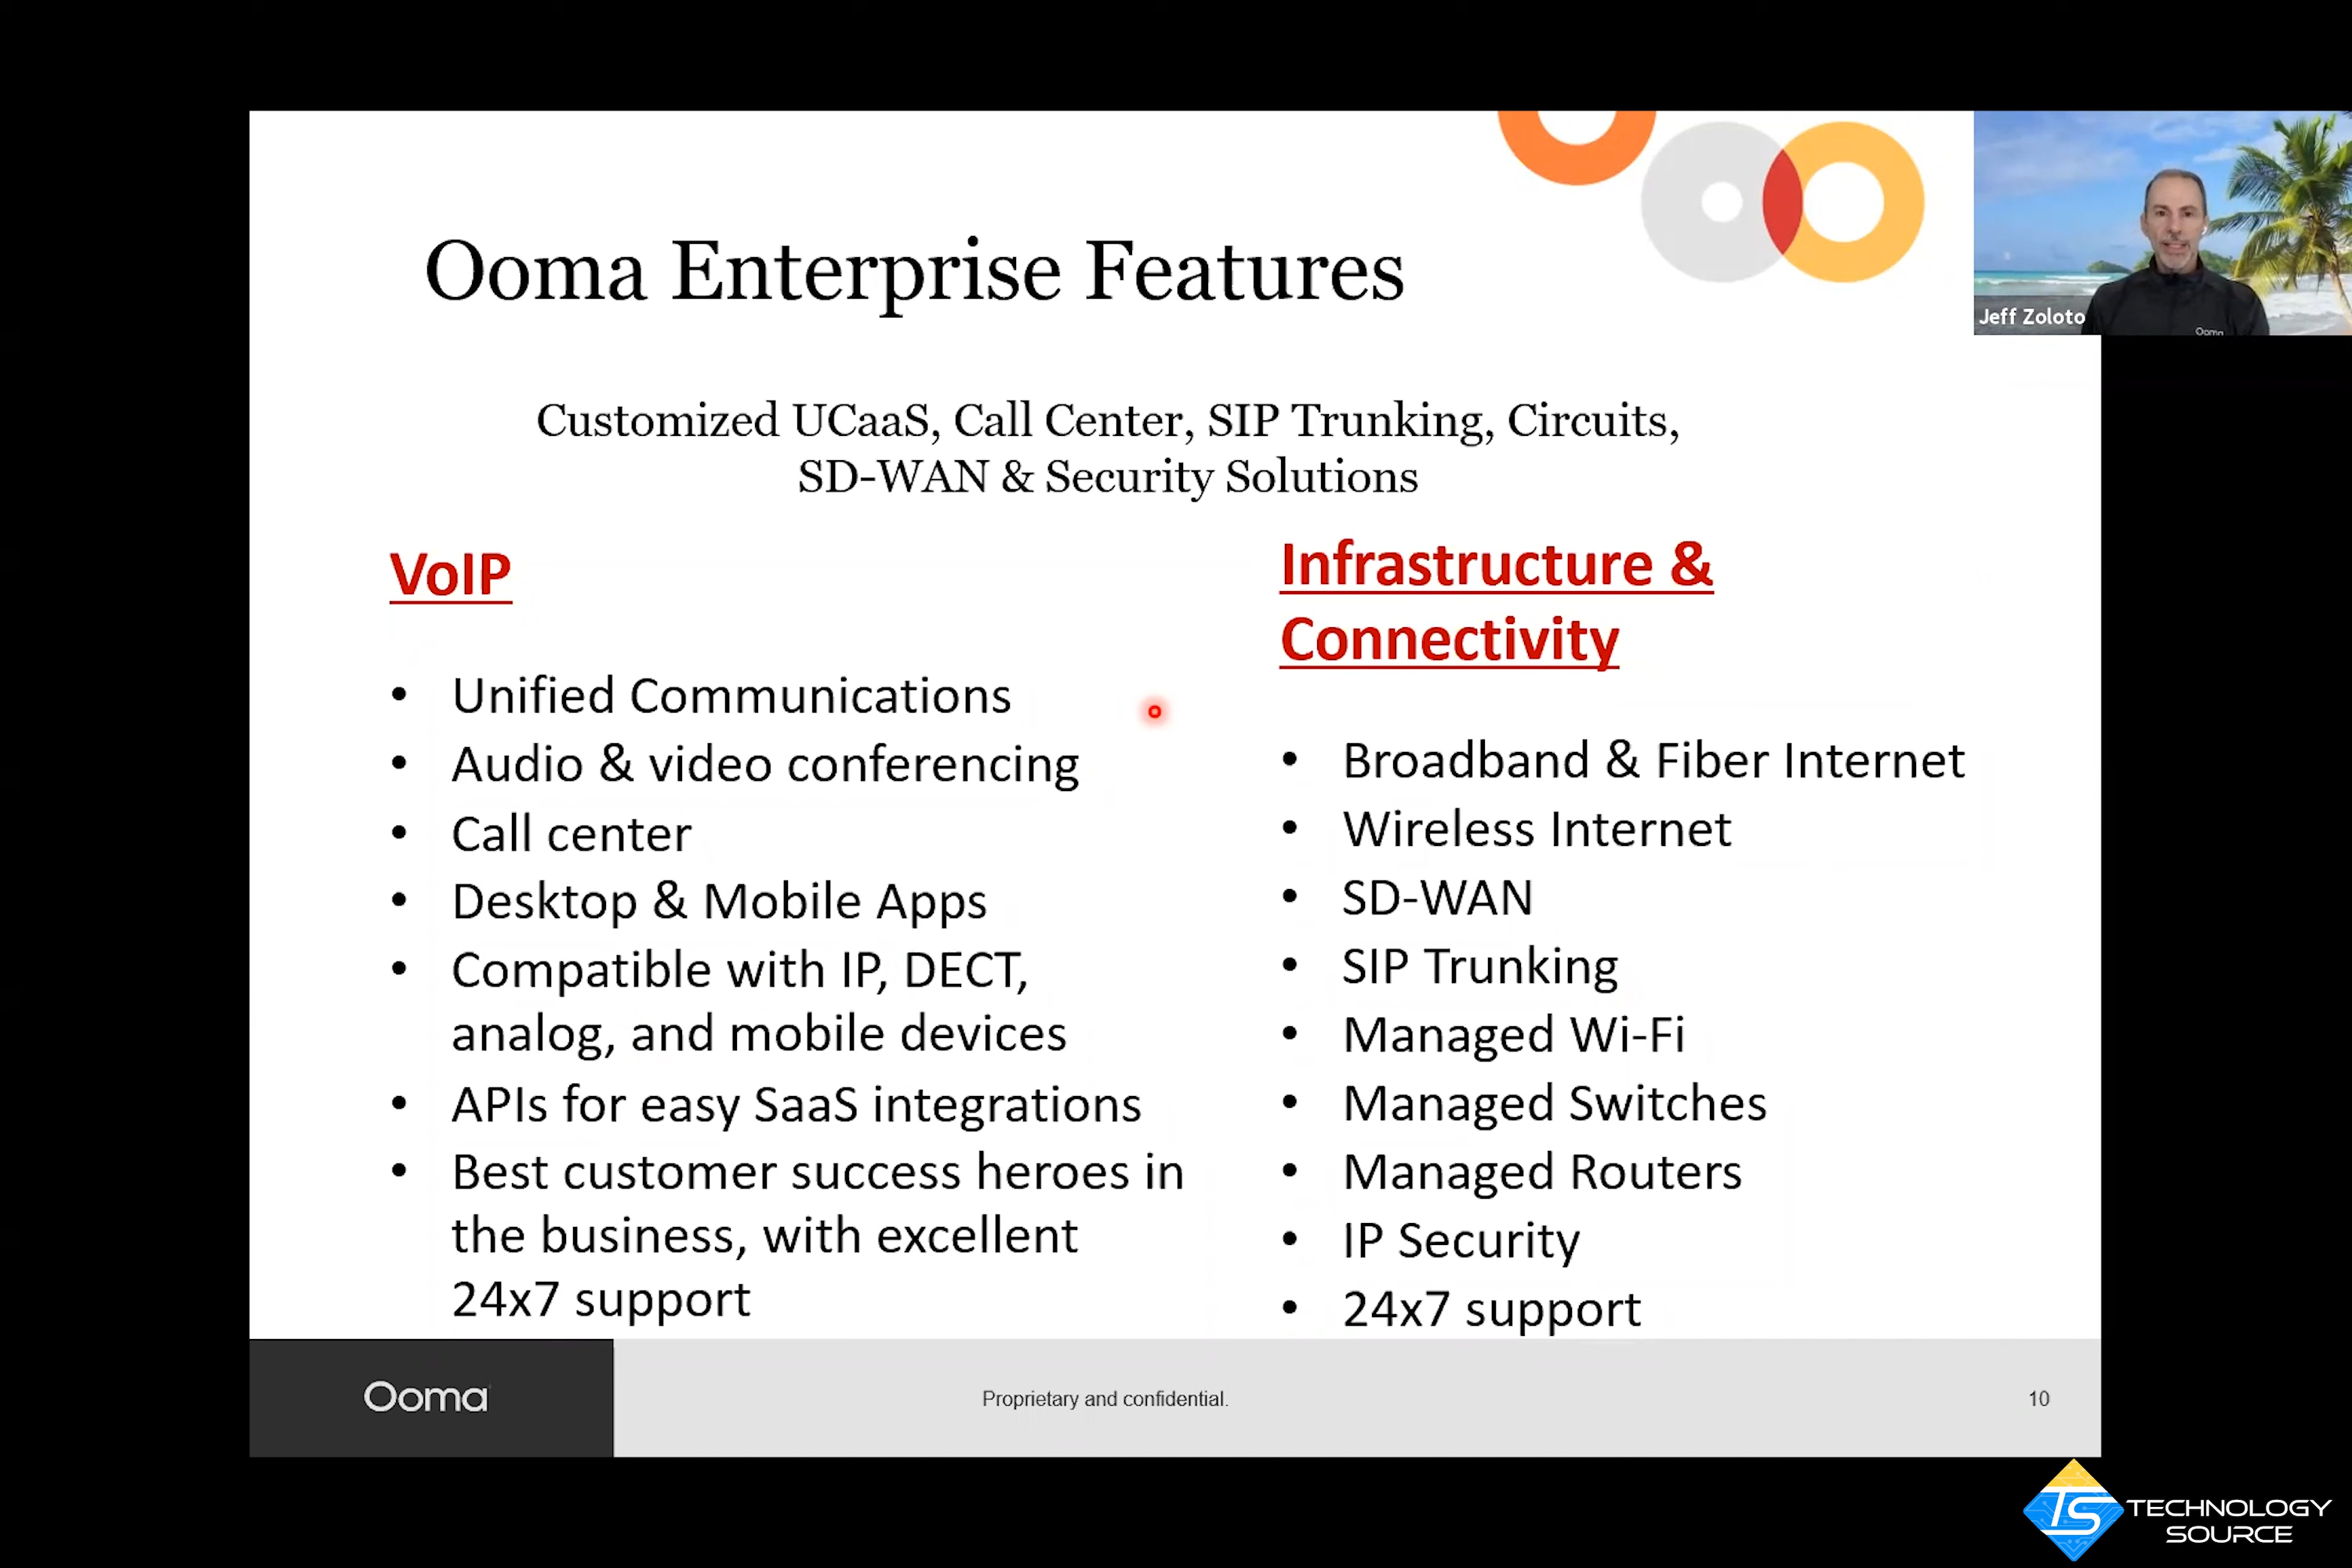 Ooma Enterprise Features
Jeff Zoloto
Ooma
Customized UCaaS, Call Center, SIP Trunking, Circuits,
SD-WAN & Security Solutions
VoIP
Unified Communications
Audio & video conferencing
Call center
Desktop & Mobile Apps
Compatible with IP, DECT,
analog, and mobile devices
APIs for easy SaaS integrations
Best customer success heroes in
the business, with excellent
24x7 support
Infrastructure &
Connectivity
Broadband & Fiber Internet
Wireless Internet
SD-WAN
SIP Trunking
Managed Wi-Fi
Managed Switches
Managed Routers
IP Security
24x7 support
Ooma
Proprietary and confidential.
10
TS
TECHNOLOGY
SOURCE